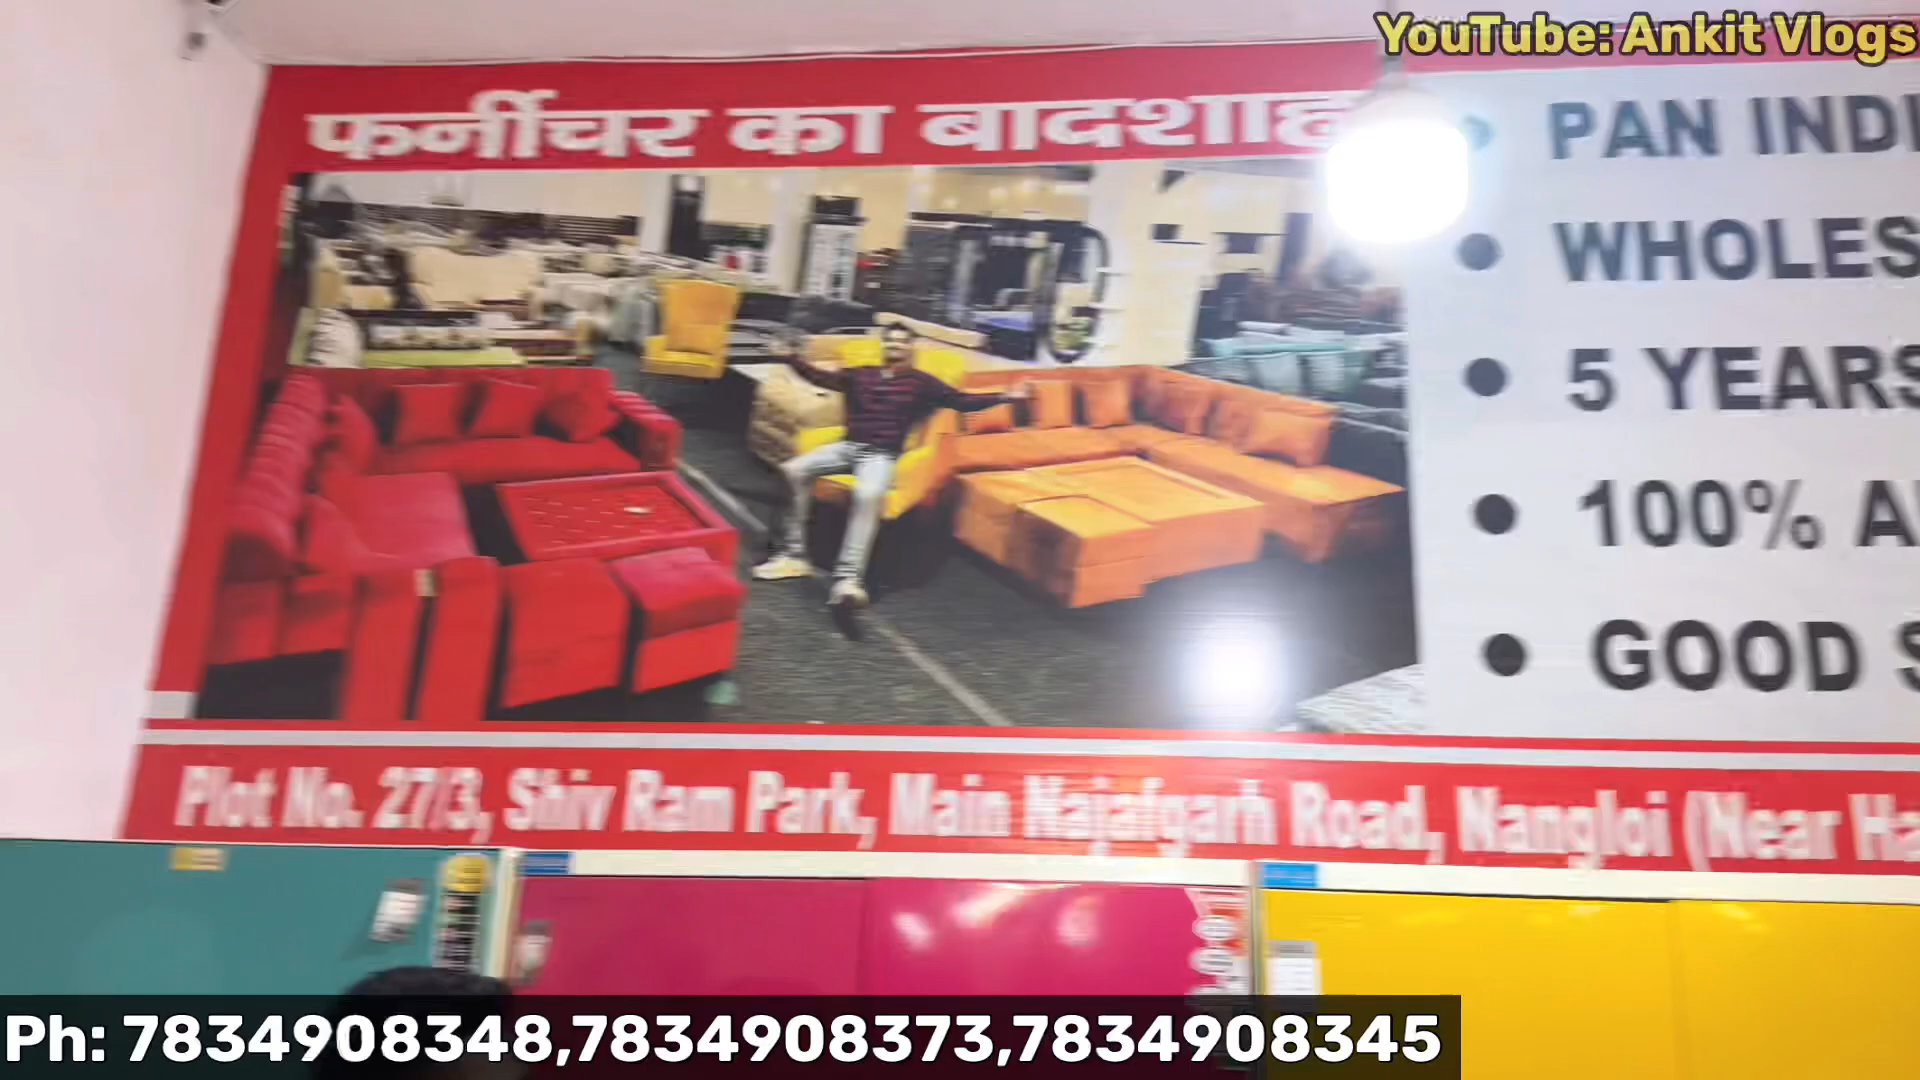 YouTube: Ankit Vlogs
फर्नीचर का बादशाह
• PAN INDI
• WHOLES
• 5 YEARS
• 100% A
• GOOD S
Plot No. 27/3, Shiv Ram Park, Main Najafgarh Road, Nangloi (Near Ha
Ph: 7834908348,7834908373,7834908345